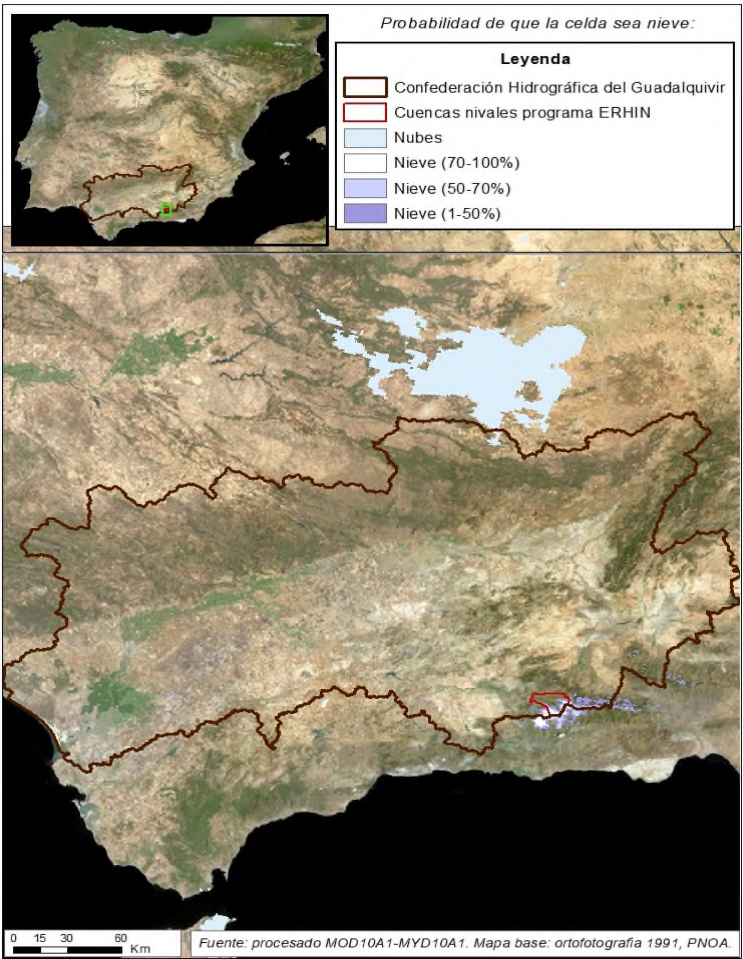 Probabilidad de que la celda sea nieve:
Leyenda
Confederación Hidrográfica del Guadalquivir
Cuencas nivales programa ERHIN
Nubes
Nieve (70-100%)
Nieve (50-70%)
Nieve (1-50%)
0 15 30 60
Km
Fuente: procesado MOD10A1-MYD10A1. Mapa base: ortofotografía 1991, PNOA.